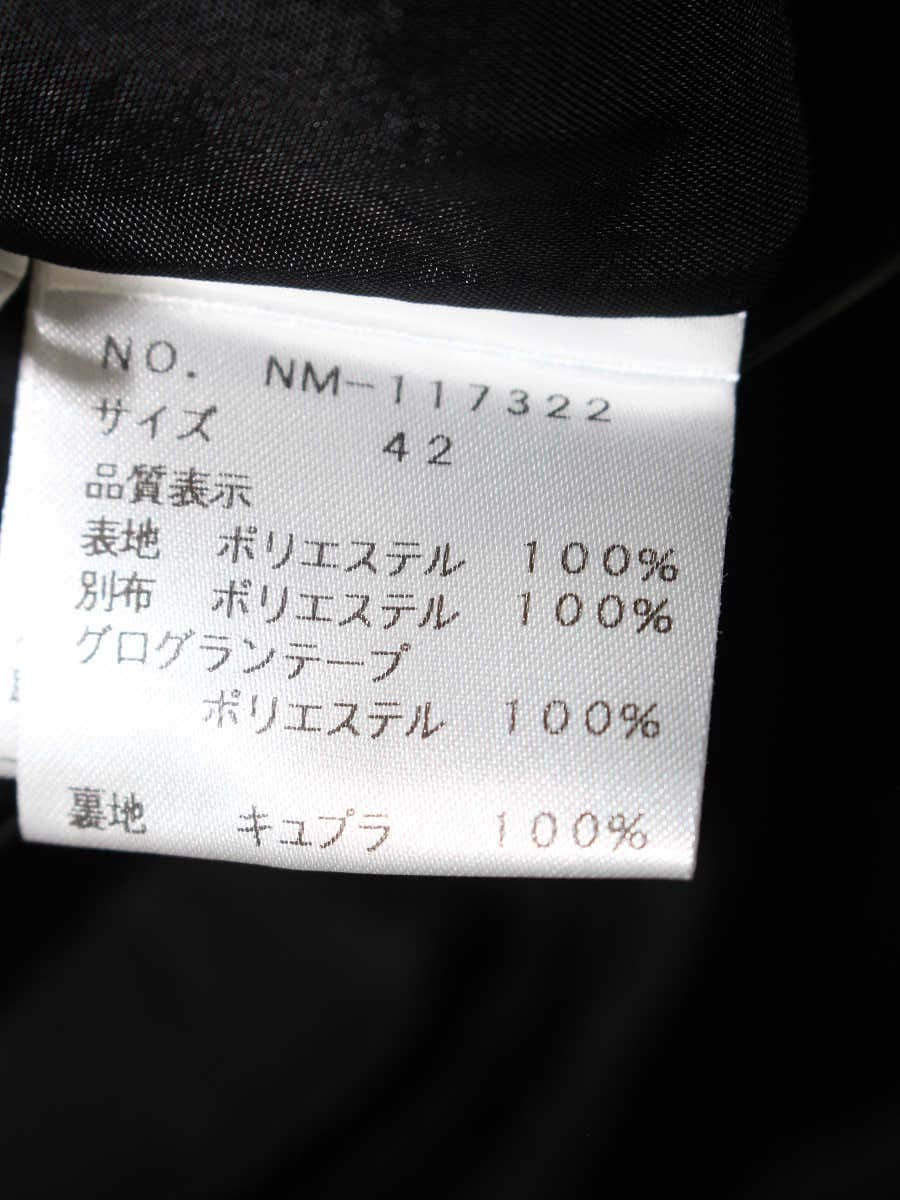 NO. NM-117322
サイズ 42
品質表示
表地 ポリエステル 100%
別布 ポリエステル 100%
グログランテープ
ポリエステル 100%
裏地 キュプラ 100%